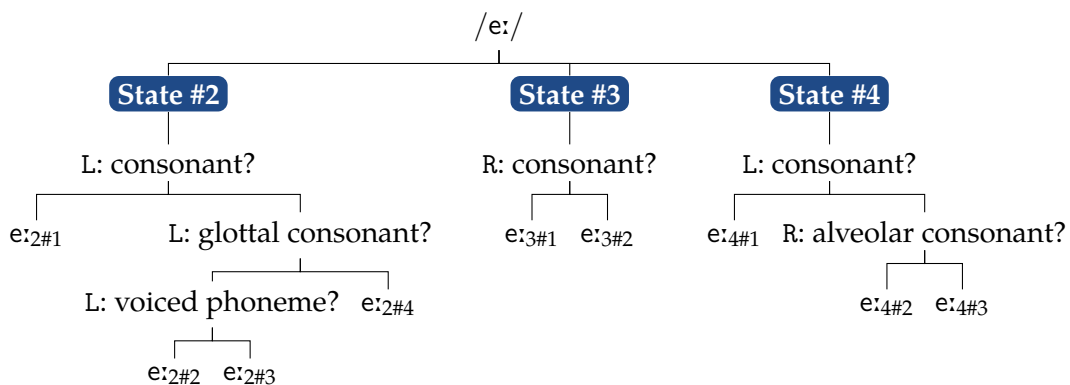 /eː/
State #2 State #3 State #4
L: consonant? R: consonant? L: consonant?
eː2#1 L: glottal consonant? eː3#1 eː3#2 eː4#1 R: alveolar consonant?
L: voiced phoneme? eː2#4 eː4#2 eː4#3
eː2#2 eː2#3